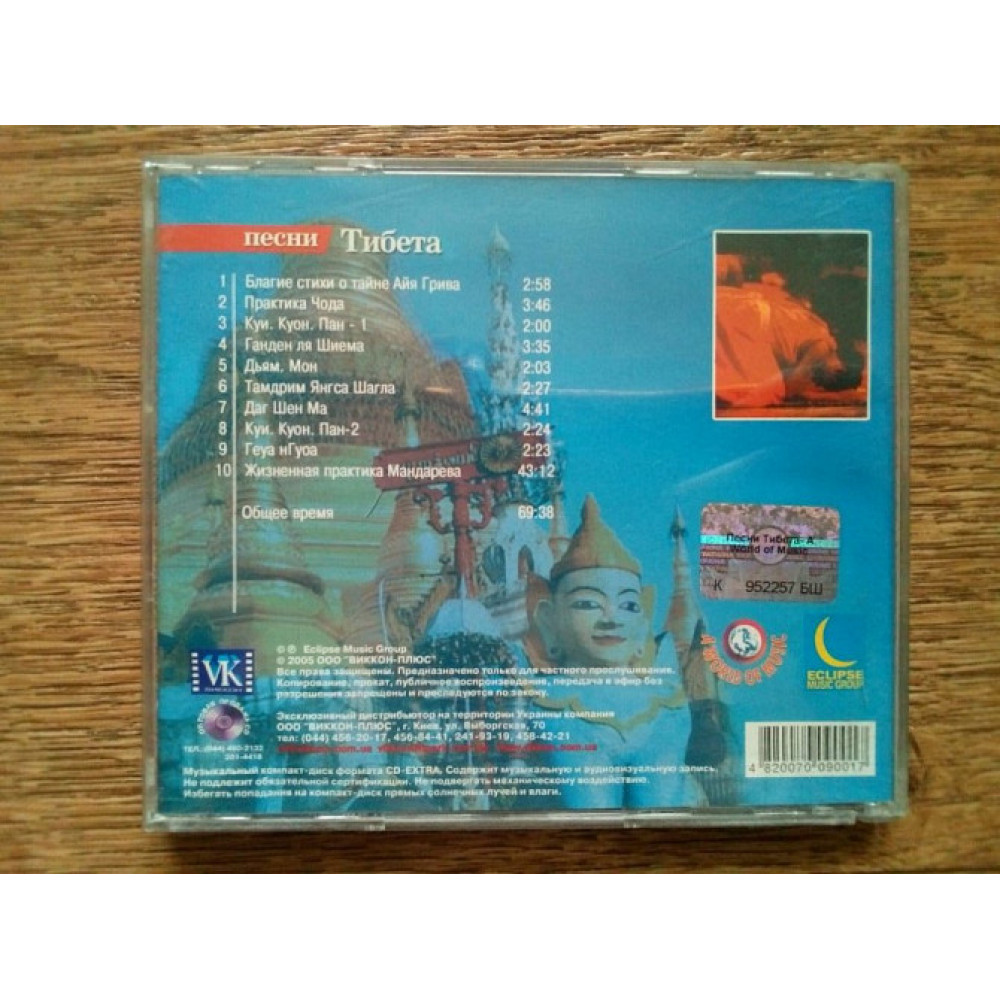 песни Тибета
1 Благие стихи о тайне Айя Грива 2:58
2 Практика Чода 3:46
3 Куи. Куон. Пан - 1 2:00
4 Ганден ля Шиема 3:35
5 Дьям. Мон 2:03
6 Тамдрим Янгса Шагла 2:27
7 Даг Шен Ма 4:41
8 Куи. Куон. Пан-2 2:24
9 Геуа нГуоа 2:23
10 Жизненная практика Мандарева 43:12
Общее время 69:38
Песни Тибета- A
World of Music
К 952257 БШ
VK
© ℗ Eclipse Music Group
© 2005 ООО "ВИККОН-ПЛЮС"
Все права защищены. Предназначено только для частного прослушивания.
Копирование, прокат, публичное воспроизведение, передача в эфир без
разрешения запрещены и преследуются по закону.
A WORLD OF MUSIC
ECLIPSE
MUSIC GROUP
Эксклюзивный дистрибьютор на территории Украины компания
ООО "ВИККОН-ПЛЮС", г. Киев, ул. Выборгская, 70
тел: (044) 456-20-17, 456-84-41, 241-93-19, 458-42-21
ТЕЛ.: (044) 460-3132
Музыкальный компакт-диск формата CD-EXTRA. Содержит музыкальную и аудиовизуальную запись.
Не подлежит обязательной сертификации. Не подвергать механическому воздействию.
Избегать попадания на компакт-диск прямых солнечных лучей и влаги.
4 820070 090017